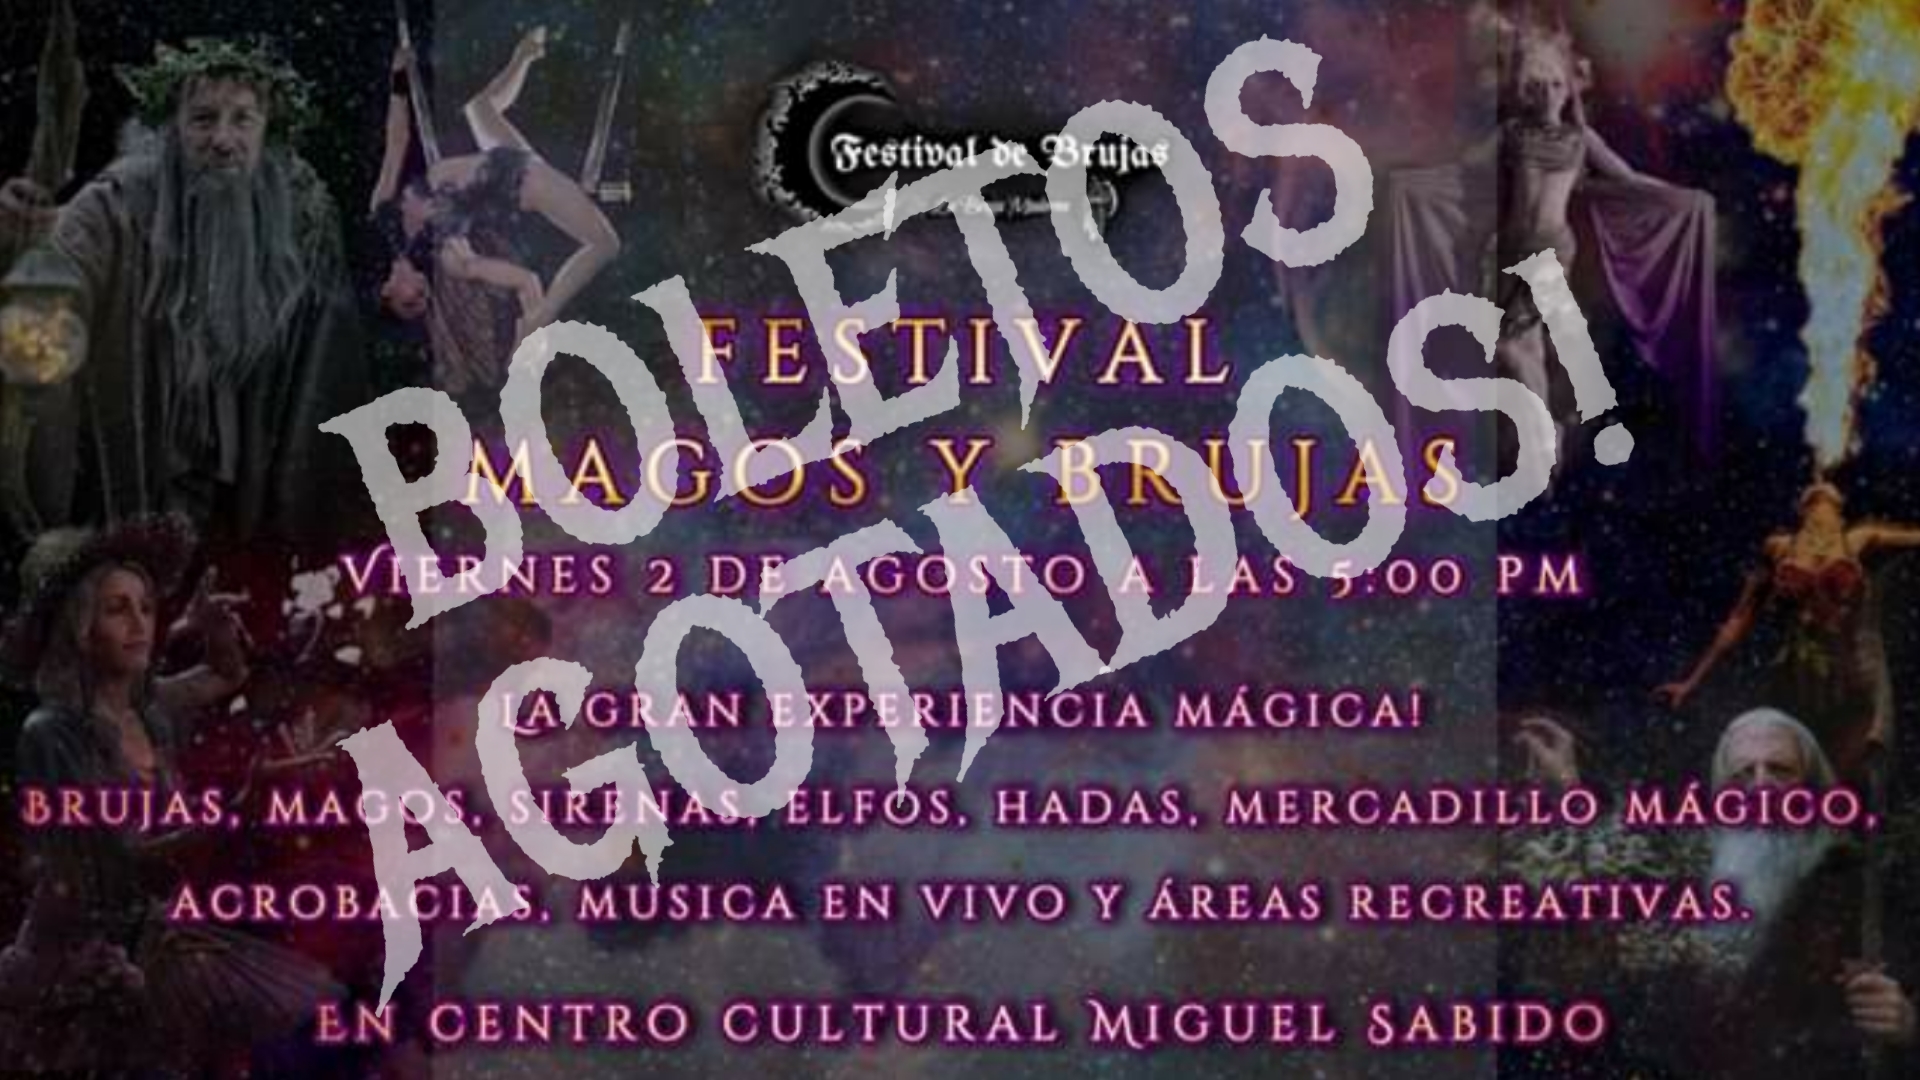 Festival de Brujas
FESTIVAL
MAGOS Y BRUJAS
VIERNES 2 DE AGOSTO A LAS 5:00 PM
LA GRAN EXPERIENCIA MÁGICA!
BRUJAS, MAGOS, SIRENAS, ELFOS, HADAS, MERCADILLO MÁGICO,
ACROBACIAS, MUSICA EN VIVO Y ÁREAS RECREATIVAS.
EN CENTRO CULTURAL MIGUEL SABIDO
BOLETOS
AGOTADOS!